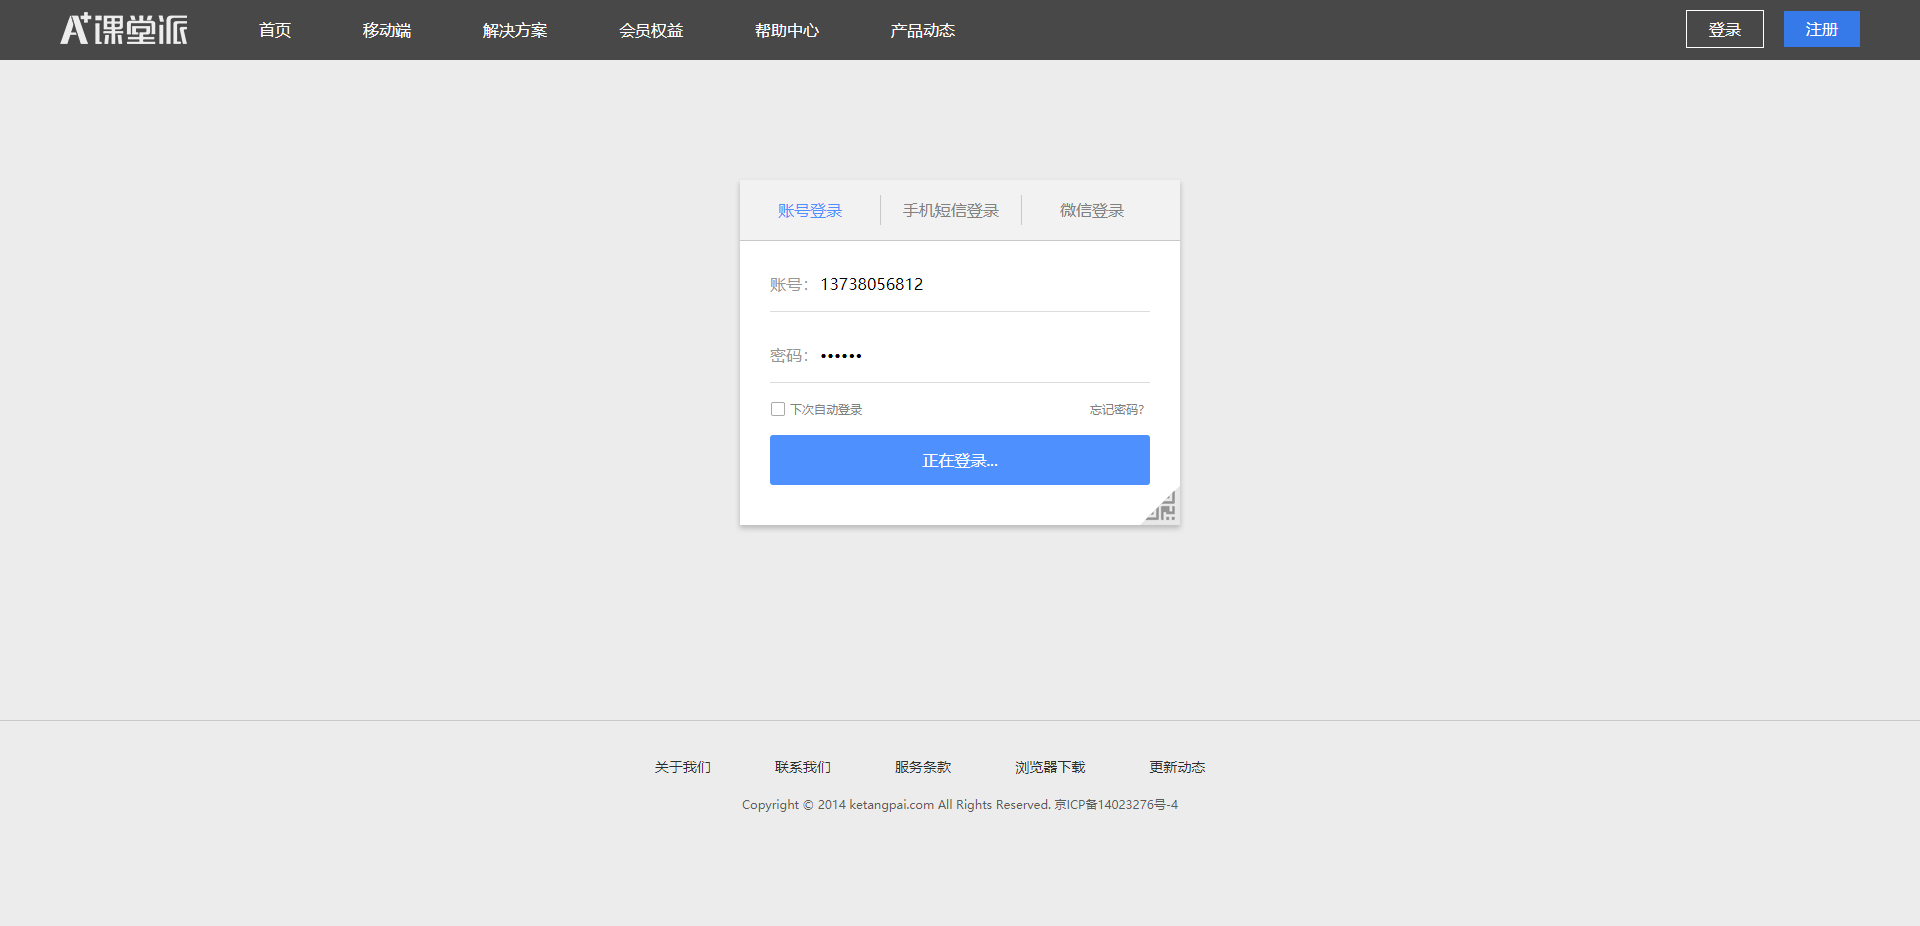 A+课堂派 首页 移动端 解决方案 会员权益 帮助中心 产品动态 登录 注册
账号登录 手机短信登录 微信登录
账号: 13738056812
密码: ••••••
下次自动登录 忘记密码?
正在登录...
关于我们 联系我们 服务条款 浏览器下载 更新动态
Copyright © 2014 ketangpai.com All Rights Reserved. 京ICP备14023276号-4